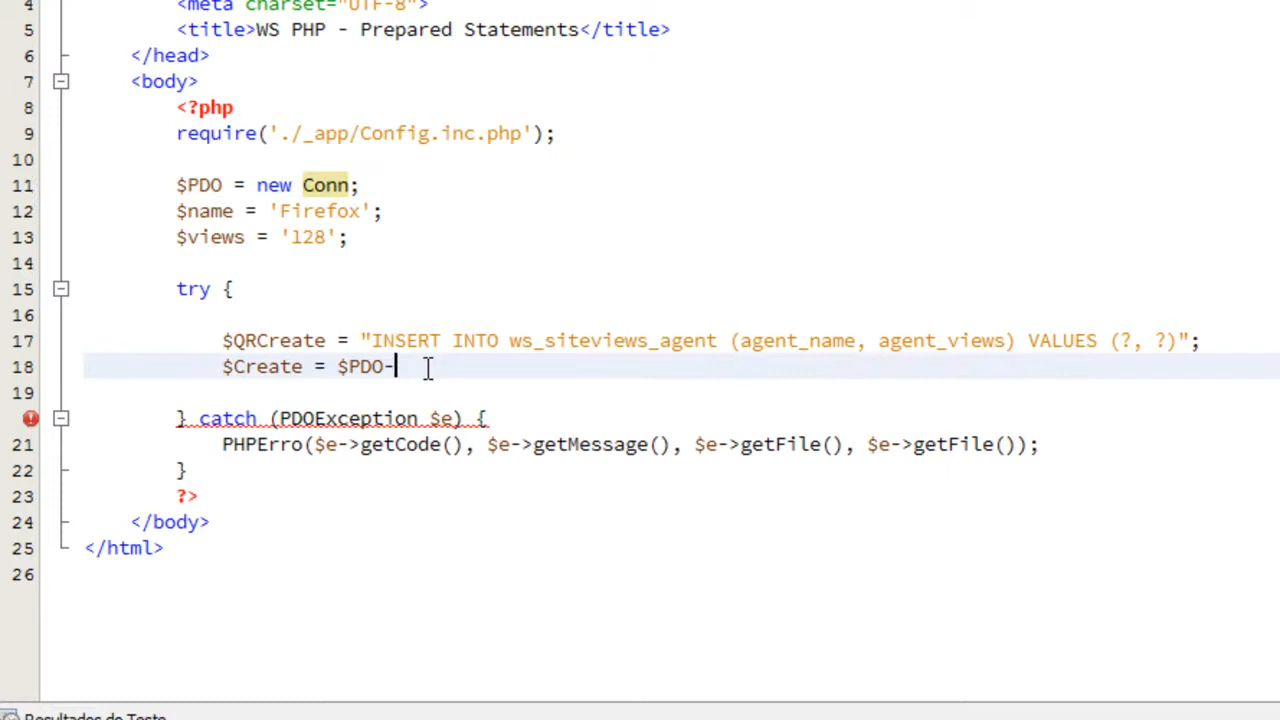 4 <meta charset="UTF-8">
5 <title>WS PHP - Prepared Statements</title>
6 </head>
7 <body>
8 <?php
9 require('./_app/Config.inc.php');
10
11 $PDO = new Conn;
12 $name = 'Firefox';
13 $views = '128';
14
15 try {
16
17 $QRCreate = "INSERT INTO ws_siteviews_agent (agent_name, agent_views) VALUES (?, ?)";
18 $Create = $PDO-
19
} catch (PDOException $e) {
21 PHPErro($e->getCode(), $e->getMessage(), $e->getFile(), $e->getFile());
22 }
23 ?>
24 </body>
25 </html>
26
Resultados do Teste